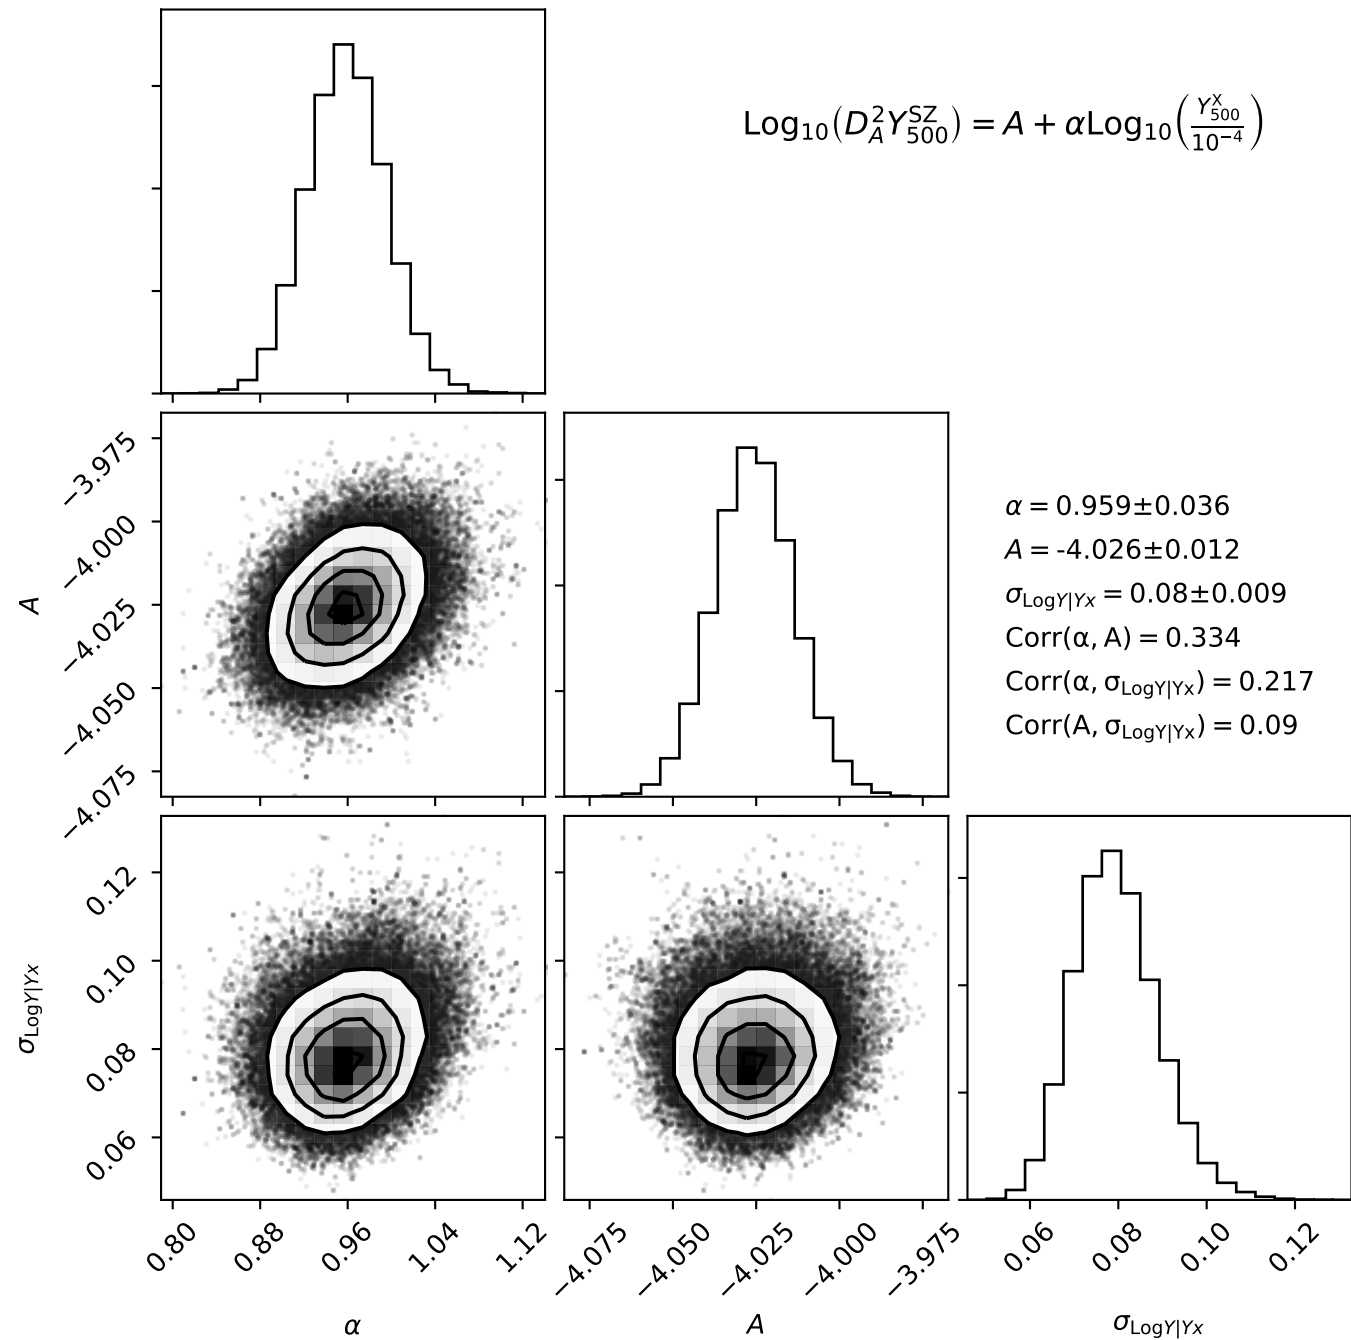 Log₁₀(D_A²Y₅₀₀^SZ) = A + αLog₁₀(Y₅₀₀^X/10⁻⁴)
A
−3.975
−4.000
−4.025
−4.050
−4.075
α = 0.959±0.036
A = -4.026±0.012
σ_LogY|Yx = 0.08±0.009
Corr(α, A) = 0.334
Corr(α, σ_LogY|Yx) = 0.217
Corr(A, σ_LogY|Yx) = 0.09
σ_LogY|Yx
0.12
0.10
0.08
0.06
0.80 0.88 0.96 1.04 1.12
−4.075 −4.050 −4.025 −4.000 −3.975
0.06 0.08 0.10 0.12
α
A
σ_LogY|Yx